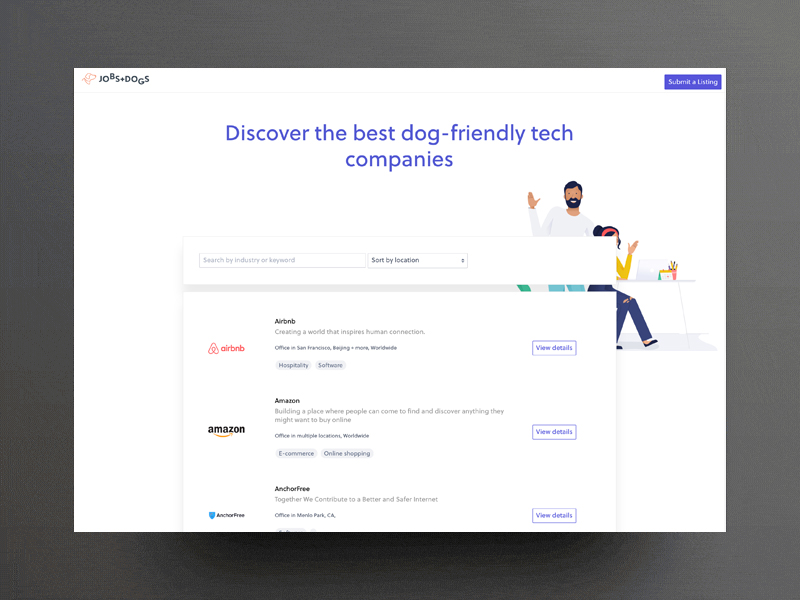 JOBS+DOGS
Submit a Listing
Discover the best dog-friendly tech
companies
Search by industry or keyword
Sort by location
Airbnb
Creating a world that inspires human connection.
airbnb
Office in San Francisco, Beijing + more, Worldwide
View details
Hospitality
Software
Amazon
Building a place where people can come to find and discover anything they
might want to buy online
amazon
Office in multiple locations, Worldwide
View details
E-commerce
Online shopping
AnchorFree
Together We Contribute to a Better and Safer Internet
AnchorFree
Office in Menlo Park, CA,
View details